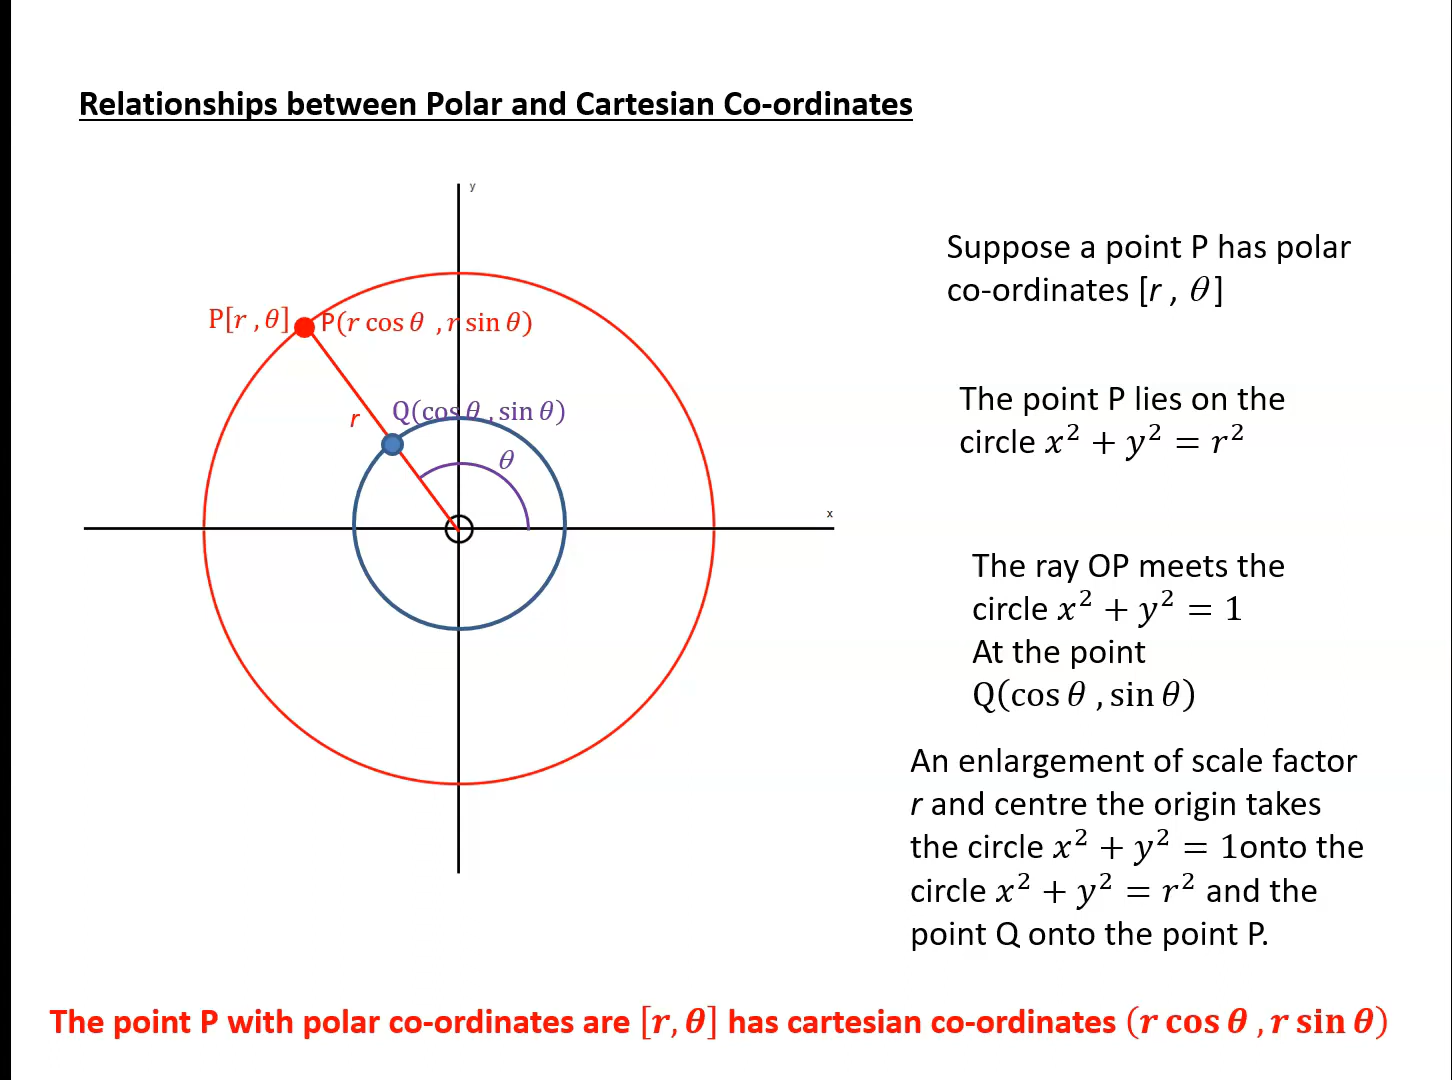 Relationships between Polar and Cartesian Co-ordinates
y
P[r , θ]
P(r cos θ , r sin θ)
r
Q(cos θ , sin θ)
θ
x
Suppose a point P has polar
co-ordinates [r , θ]
The point P lies on the
circle x² + y² = r²
The ray OP meets the
circle x² + y² = 1
At the point
Q(cos θ , sin θ)
An enlargement of scale factor
r and centre the origin takes
the circle x² + y² = 1onto the
circle x² + y² = r² and the
point Q onto the point P.
The point P with polar co-ordinates are [r, θ] has cartesian co-ordinates (r cos θ , r sin θ)